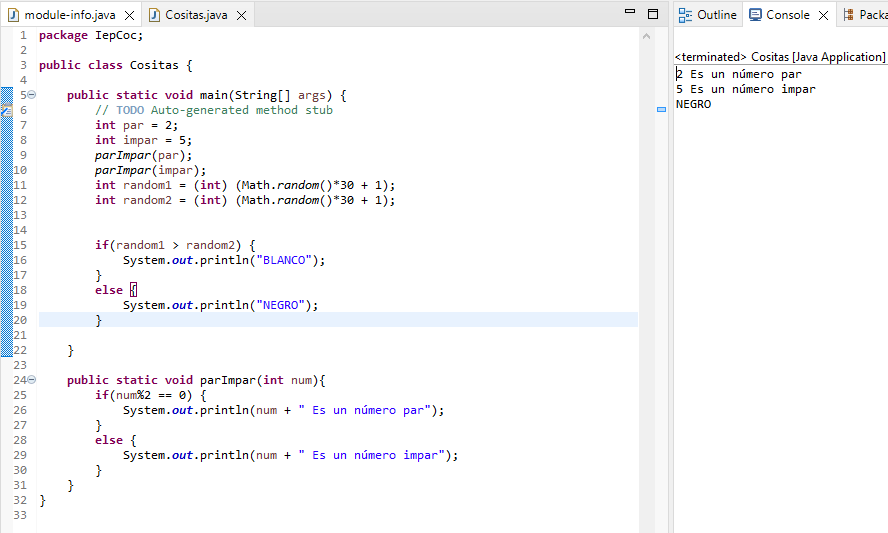 module-info.java
Cositas.java
1 package IepCoc;
2
3 public class Cositas {
4
5 public static void main(String[] args) {
6 // TODO Auto-generated method stub
7 int par = 2;
8 int impar = 5;
9 parImpar(par);
10 parImpar(impar);
11 int random1 = (int) (Math.random()*30 + 1);
12 int random2 = (int) (Math.random()*30 + 1);
13
14
15 if(random1 > random2) {
16 System.out.println("BLANCO");
17 }
18 else {
19 System.out.println("NEGRO");
20 }
21
22 }
23
24 public static void parImpar(int num){
25 if(num%2 == 0) {
26 System.out.println(num + " Es un número par");
27 }
28 else {
29 System.out.println(num + " Es un número impar");
30 }
31 }
32 }
33
Outline
Console
Packa
<terminated> Cositas [Java Application]
2 Es un número par
5 Es un número impar
NEGRO